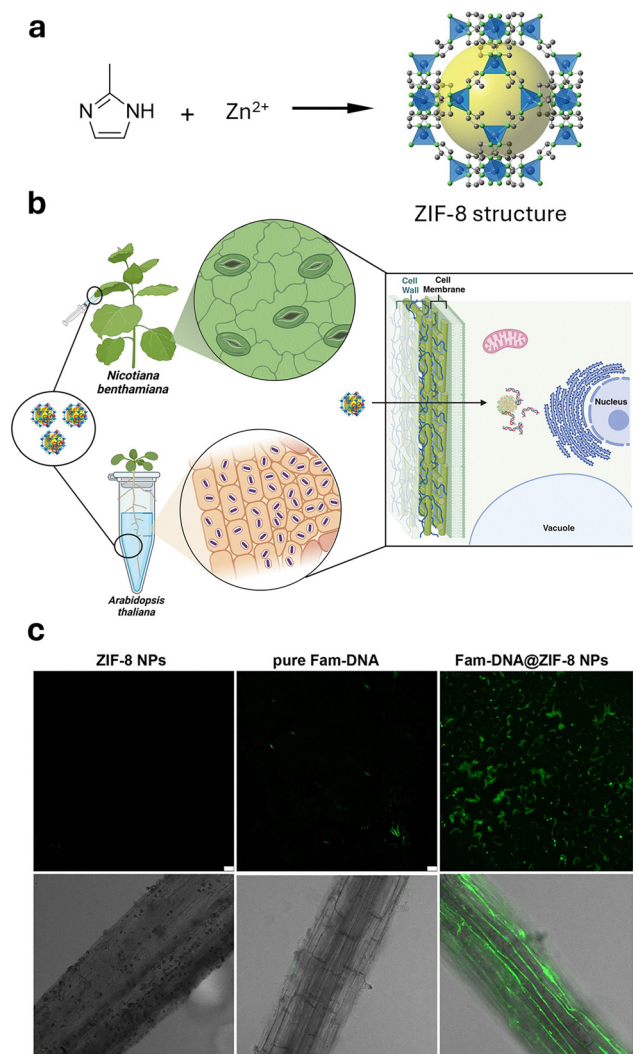 a
N
NH
+
Zn²⁺
ZIF-8 structure
b
Nicotiana
benthamiana
Cell
Wall
Cell
Membrane
Nucleus
Vacuole
Arabidopsis
thaliana
c
ZIF-8 NPs
pure Fam-DNA
Fam-DNA@ZIF-8 NPs